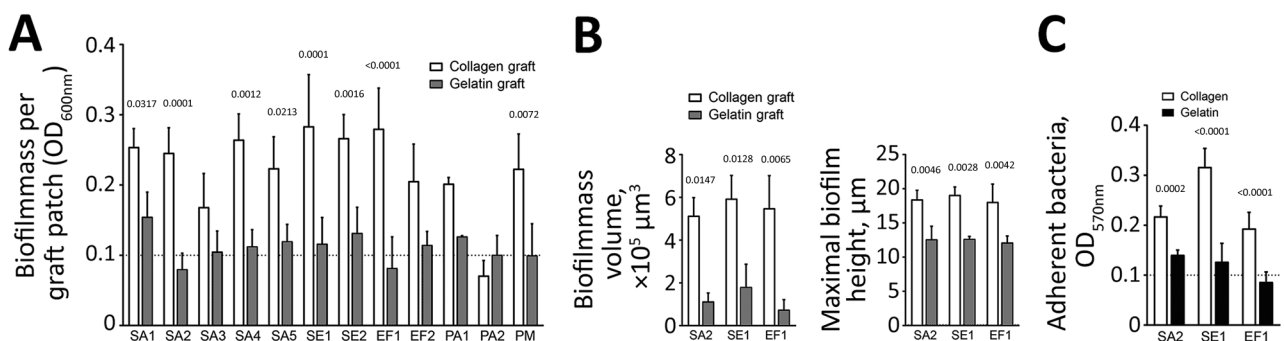 A
Biofilmmass per
graft patch (OD600nm)
0.4
0.3
0.2
0.1
0
0.0317
0.0001
0.0012
0.0213
0.0001
0.0016
<0.0001
0.0072
Collagen graft
Gelatin graft
SA1 SA2 SA3 SA4 SA5 SE1 SE2 EF1 EF2 PA1 PA2 PM
B
Collagen graft
Gelatin graft
Biofilmmass
volume,
×10⁵ µm³
8
6
4
2
0
0.0147
0.0128
0.0065
SA2 SE1 EF1
Maximal biofilm
height, µm
25
20
15
10
5
0
0.0046
0.0028
0.0042
SA2 SE1 EF1
C
Collagen
Gelatin
Adherent bacteria,
OD570nm
0.4
0.3
0.2
0.1
0
0.0002
<0.0001
<0.0001
SA2 SE1 EF1